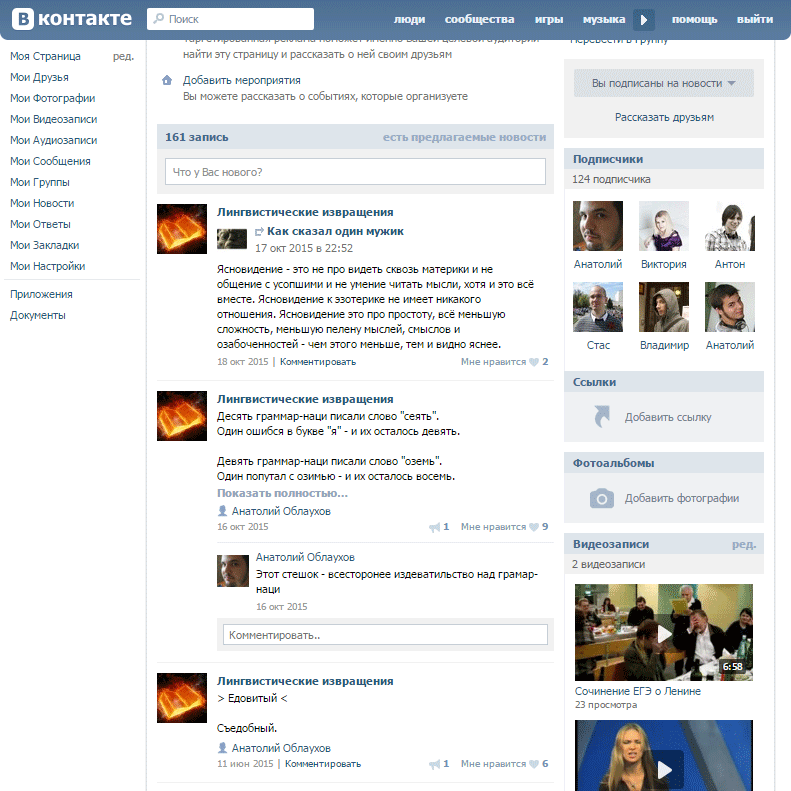 В контакте
Поиск
люди сообщества игры музыка помощь выйти
Моя Страница ред.
Мои Друзья
Мои Фотографии
Мои Видеозаписи
Мои Аудиозаписи
Мои Сообщения
Мои Группы
Мои Новости
Мои Ответы
Мои Закладки
Мои Настройки
Приложения
Документы
Таргетированная реклама поможет именно вашей целевой аудитории
найти эту страницу и рассказать о ней своим друзьям
Добавить мероприятия
Вы можете рассказать о событиях, которые организуете
161 запись есть предлагаемые новости
Что у Вас нового?
Лингвистические извращения
Как сказал один мужик
17 окт 2015 в 22:52
Ясновидение - это не про видеть сквозь материки и не
общение с усопшими и не умение читать мысли, хотя и это всё
вместе. Ясновидение к эзотерике не имеет никакого
отношения. Ясновидение это про простоту, всё меньшую
сложность, меньшую пелену мыслей, смыслов и
озабоченностей - чем этого меньше, тем и видно яснее.
18 окт 2015 | Комментировать Мне нравится 2
Лингвистические извращения
Десять граммар-наци писали слово "сеять".
Один ошибся в букве "я" - и их осталось девять.
Девять граммар-наци писали слово "оземь".
Один попутал с озимью - и их осталось восемь.
Показать полностью...
Анатолий Облаухов
16 окт 2015 1 Мне нравится 9
Анатолий Облаухов
Этот стешок - всесторонее издеватильство над грамар-
наци
16 окт 2015
Комментировать..
Лингвистические извращения
> Едовитый <
Съедобный.
Анатолий Облаухов
11 июн 2015 | Комментировать 1 Мне нравится 6
Перевести в группу
Вы подписаны на новости
Рассказать друзьям
Подписчики
124 подписчика
Анатолий Виктория Антон
Стас Владимир Анатолий
Ссылки
Добавить ссылку
Фотоальбомы
Добавить фотографии
Видеозаписи ред.
2 видеозаписи
6:58
Сочинение ЕГЭ о Ленине
23 просмотра